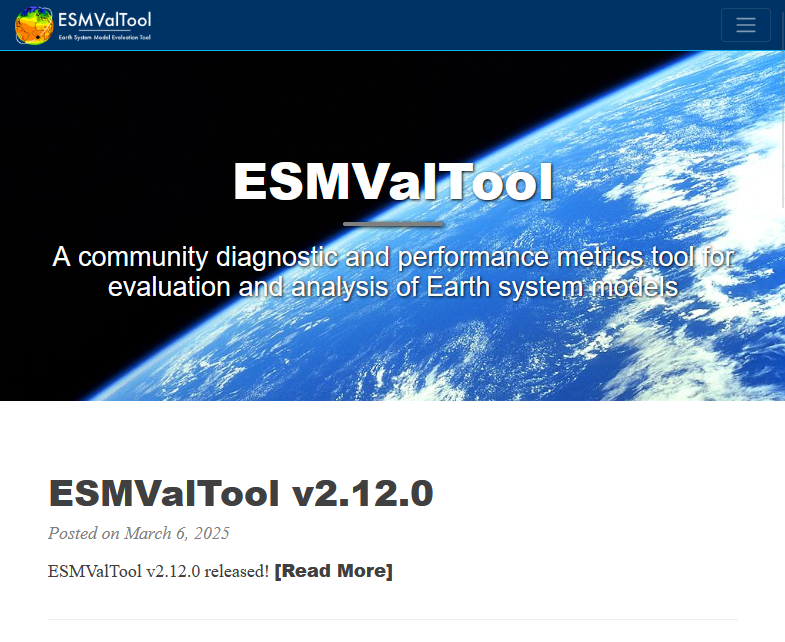 ESMValTool
Earth System Model Evaluation Tool
ESMValTool
A community diagnostic and performance metrics tool for
evaluation and analysis of Earth system models
ESMValTool v2.12.0
Posted on March 6, 2025
ESMValTool v2.12.0 released! [Read More]